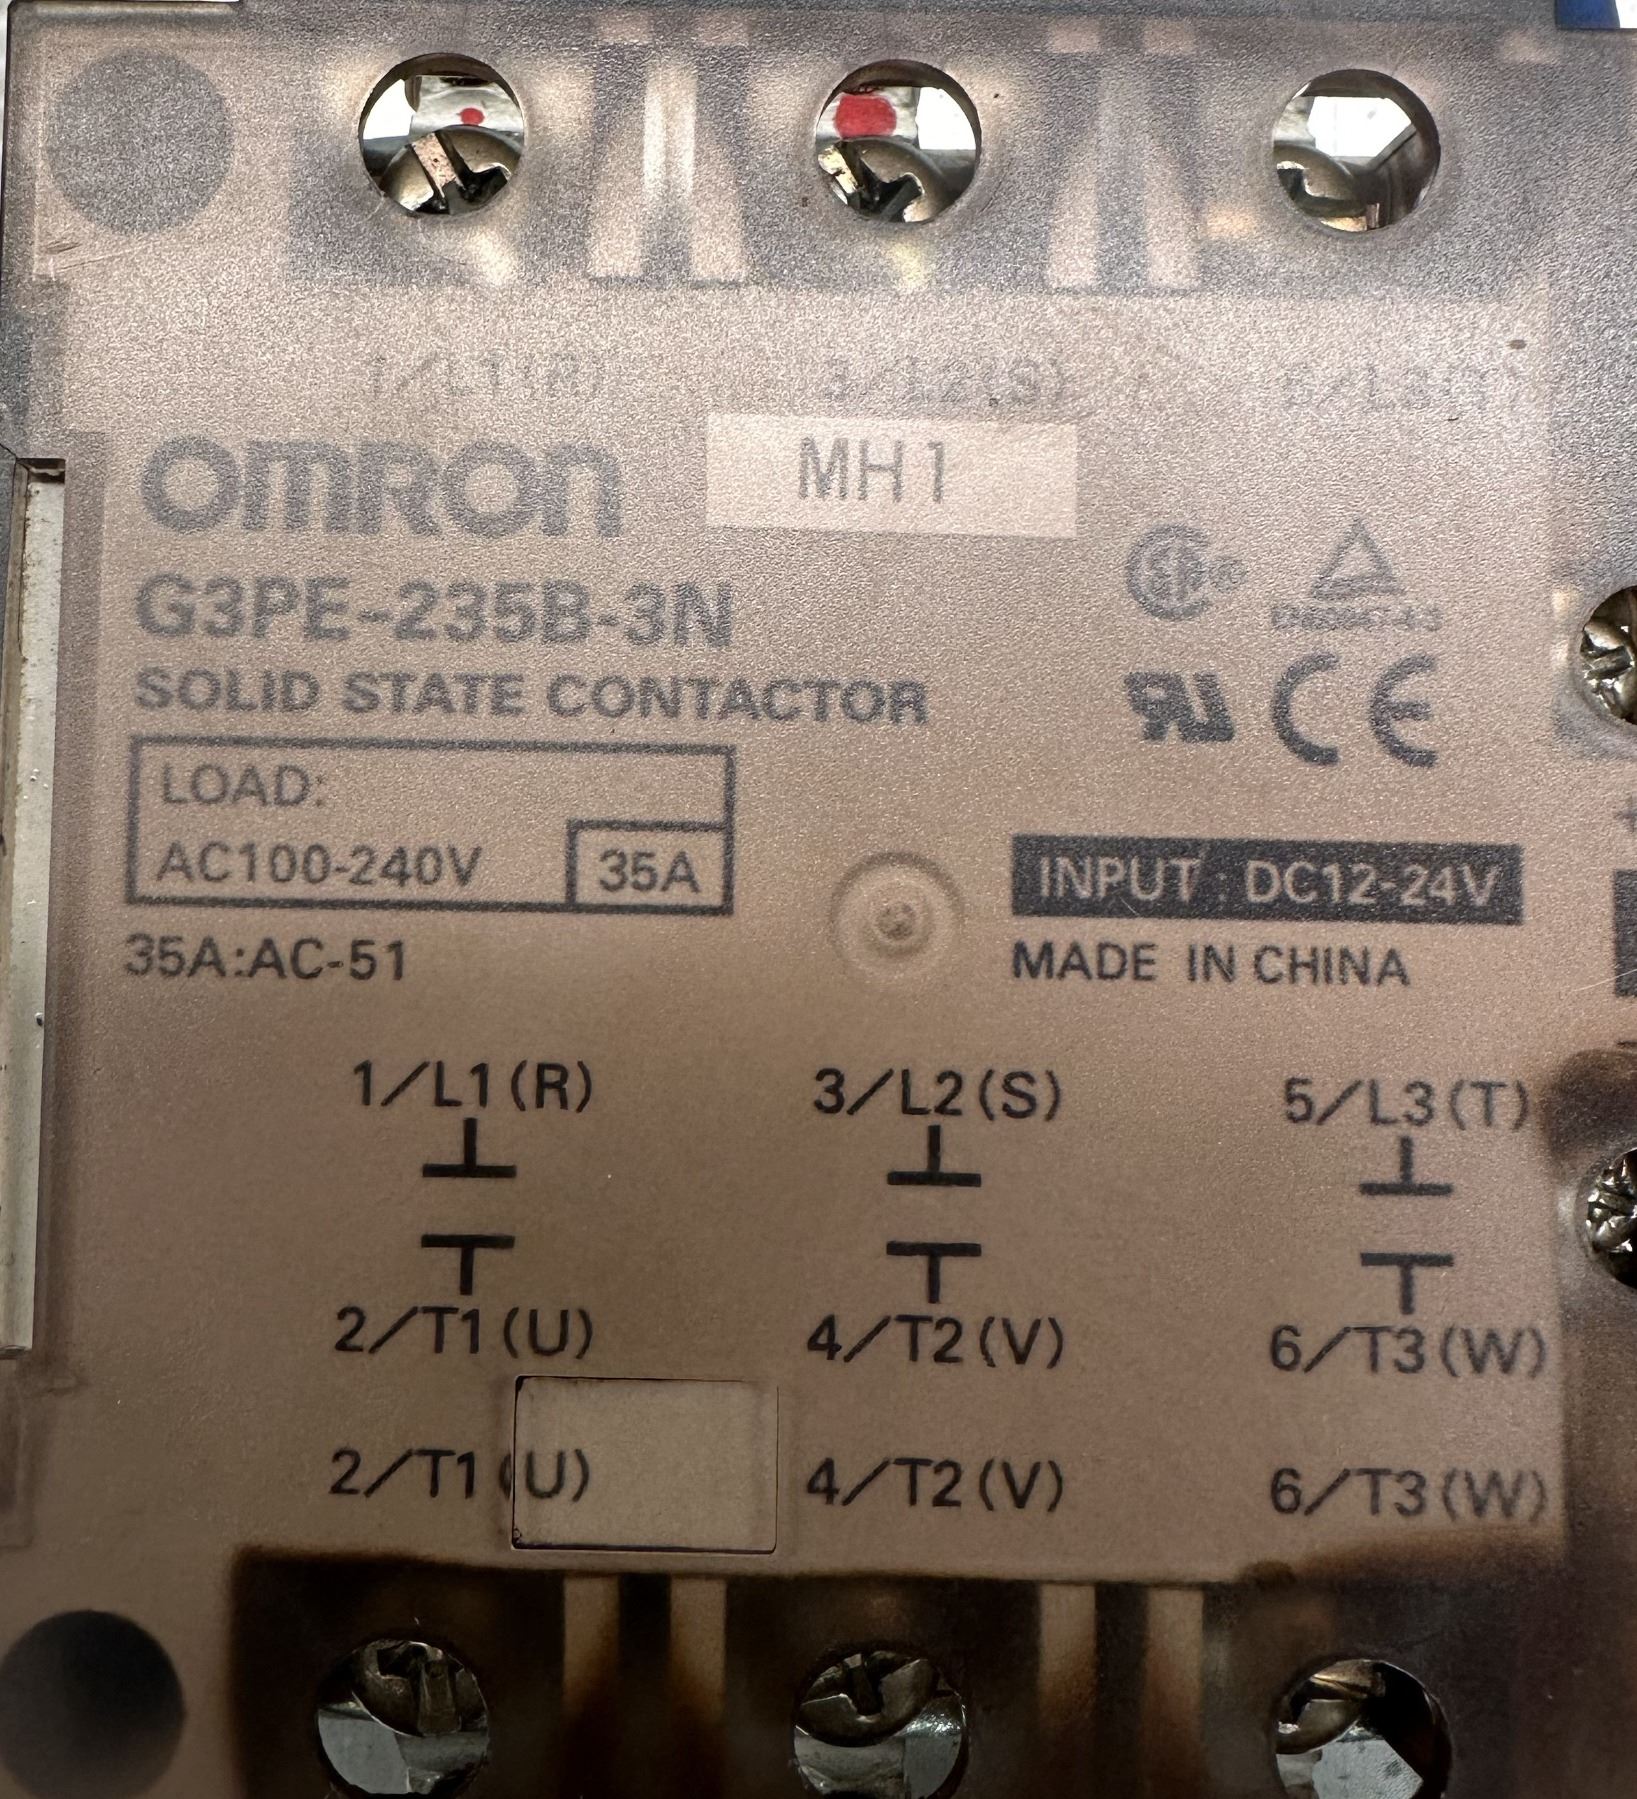 1/L1(R) 3/L2(S) 5/L3(T)
OMRON
MH1
G3PE-235B-3N
SOLID STATE CONTACTOR
LOAD:
AC100-240V 35A
35A:AC-51
INPUT : DC12-24V
MADE IN CHINA
1/L1(R) 3/L2(S) 5/L3(T)
2/T1(U) 4/T2(V) 6/T3(W)
2/T1(U) 4/T2(V) 6/T3(W)